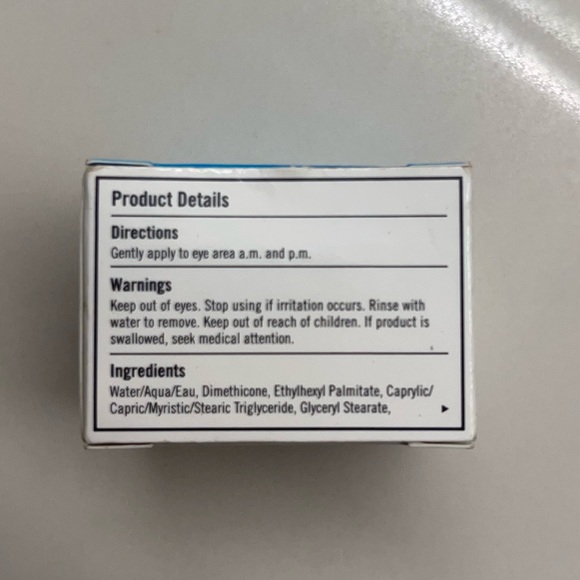 Product Details
Directions
Gently apply to eye area a.m. and p.m.
Warnings
Keep out of eyes. Stop using if irritation occurs. Rinse with
water to remove. Keep out of reach of children. If product is
swallowed, seek medical attention.
Ingredients
Water/Aqua/Eau, Dimethicone, Ethylhexyl Palmitate, Caprylic/
Capric/Myristic/Stearic Triglyceride, Glyceryl Stearate,